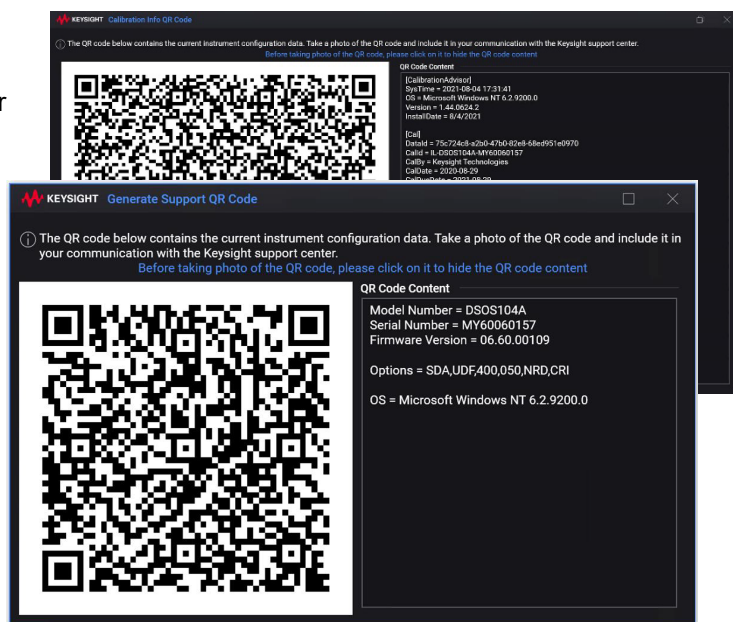 KEYSIGHT Calibration Info QR Code
The QR code below contains the current instrument configuration data. Take a photo of the QR code and include it in your communication with the Keysight support center.
Before taking photo of the QR code, please click on it to hide the QR code content
QR Code Content
[CalibrationAdvisor]
SysTime = 2021-08-04 17:31:41
OS = Microsoft Windows NT 6.2.9200.0
Version = 1.44.0624.2
InstallDate = 8/4/2021
[Cal]
DataId = 75c724c8-a2b0-47b0-82e8-68ed951e0970
CalId = IL-DSOS104A-MY60060157
CalBy = Keysight Technologies
CalDate = 2020-08-29
CalDueDate = 2021-08-29
r
KEYSIGHT Generate Support QR Code
The QR code below contains the current instrument configuration data. Take a photo of the QR code and include it in
your communication with the Keysight support center.
Before taking photo of the QR code, please click on it to hide the QR code content
QR Code Content
Model Number = DSOS104A
Serial Number = MY60060157
Firmware Version = 06.60.00109
Options = SDA,UDF,400,050,NRD,CRI
OS = Microsoft Windows NT 6.2.9200.0